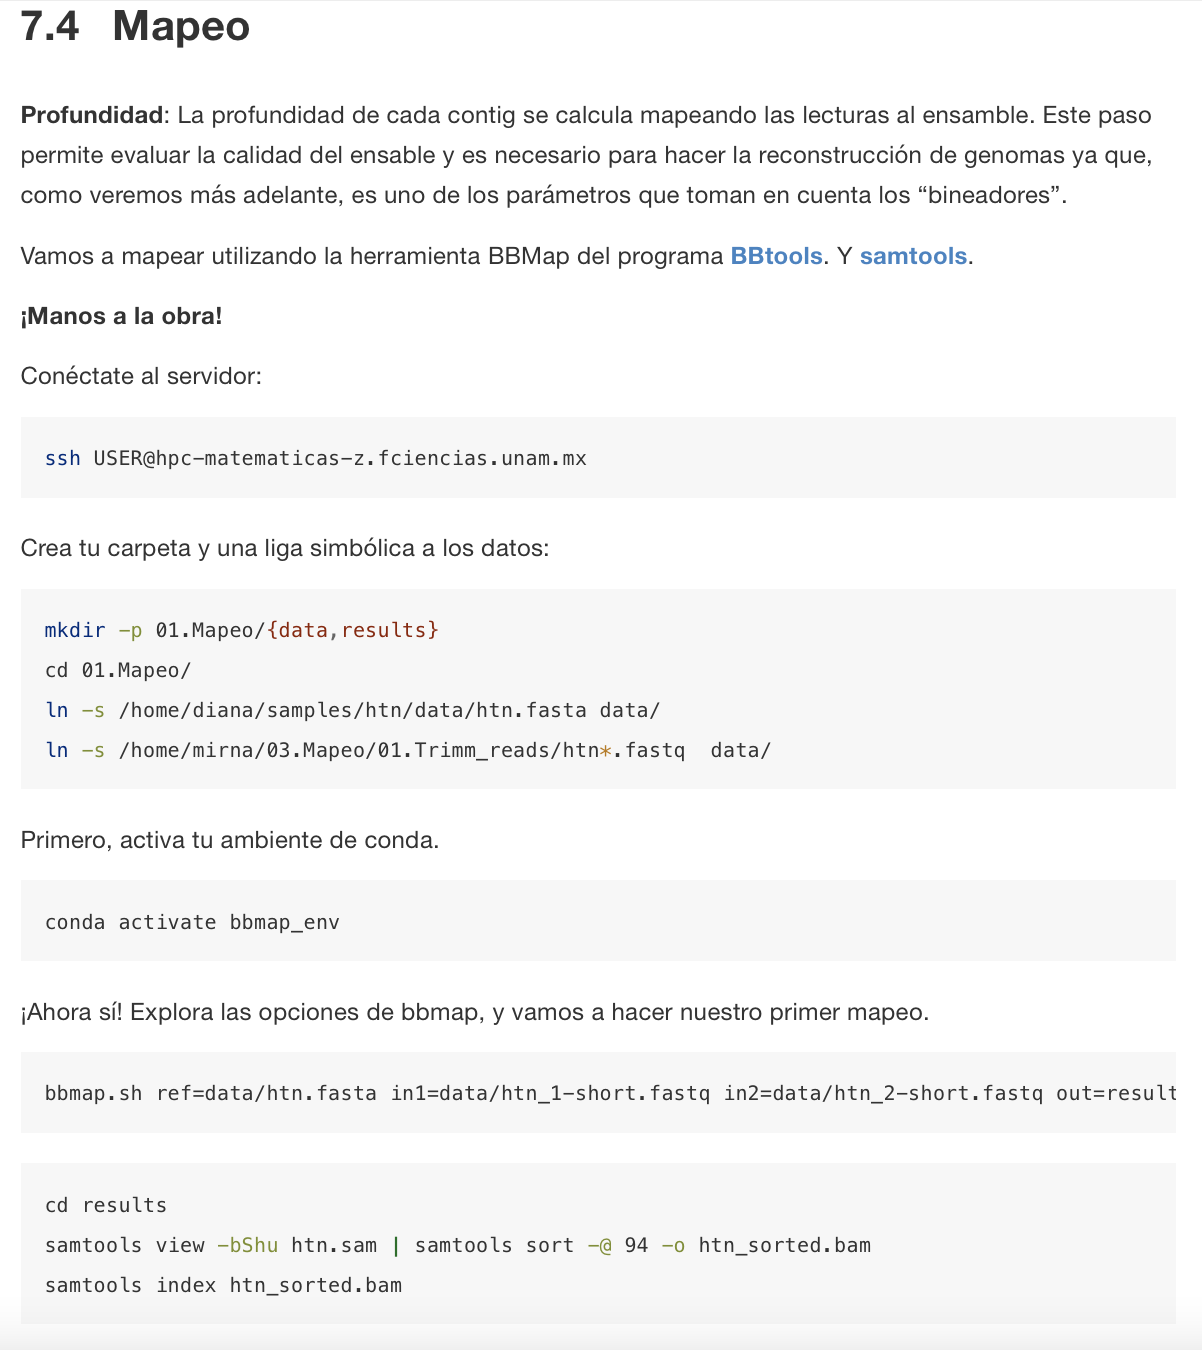 7.4 Mapeo
Profundidad: La profundidad de cada contig se calcula mapeando las lecturas al ensamble. Este paso
permite evaluar la calidad del ensable y es necesario para hacer la reconstrucción de genomas ya que,
como veremos más adelante, es uno de los parámetros que toman en cuenta los “bineadores”.
Vamos a mapear utilizando la herramienta BBMap del programa BBtools. Y samtools.
¡Manos a la obra!
Conéctate al servidor:
ssh USER@hpc-matematicas-z.fciencias.unam.mx
Crea tu carpeta y una liga simbólica a los datos:
mkdir -p 01.Mapeo/{data,results}
cd 01.Mapeo/
ln -s /home/diana/samples/htn/data/htn.fasta data/
ln -s /home/mirna/03.Mapeo/01.Trimm_reads/htn*.fastq  data/
Primero, activa tu ambiente de conda.
conda activate bbmap_env
¡Ahora sí! Explora las opciones de bbmap, y vamos a hacer nuestro primer mapeo.
bbmap.sh ref=data/htn.fasta in1=data/htn_1-short.fastq in2=data/htn_2-short.fastq out=result
cd results
samtools view -bShu htn.sam | samtools sort -@ 94 -o htn_sorted.bam
samtools index htn_sorted.bam